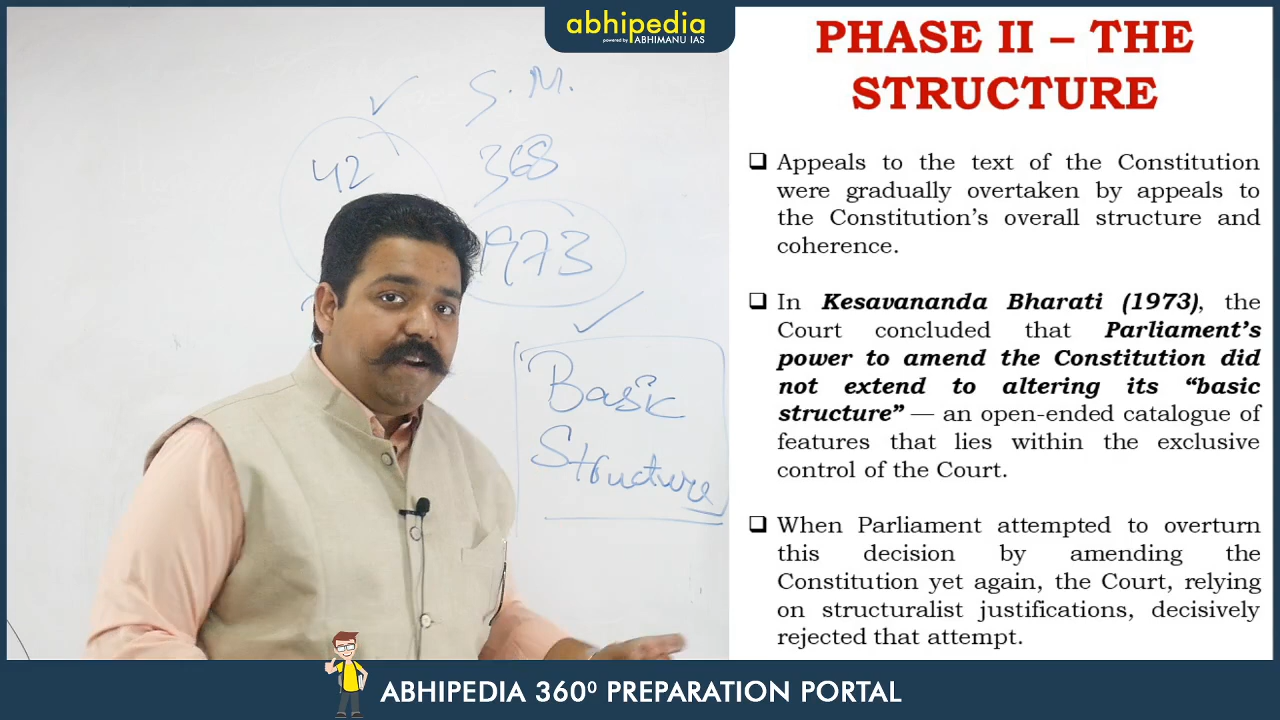 abhipedia
powered by ABHIMANU IAS
S.M.
42
368
1973
Basic
Structure
PHASE II – THE
STRUCTURE
Appeals to the text of the Constitution
were gradually overtaken by appeals to
the Constitution’s overall structure and
coherence.
In Kesavananda Bharati (1973), the
Court concluded that Parliament’s
power to amend the Constitution did
not extend to altering its “basic
structure” — an open-ended catalogue of
features that lies within the exclusive
control of the Court.
When Parliament attempted to overturn
this decision by amending the
Constitution yet again, the Court, relying
on structuralist justifications, decisively
rejected that attempt.
ABHIPEDIA 360⁰ PREPARATION PORTAL